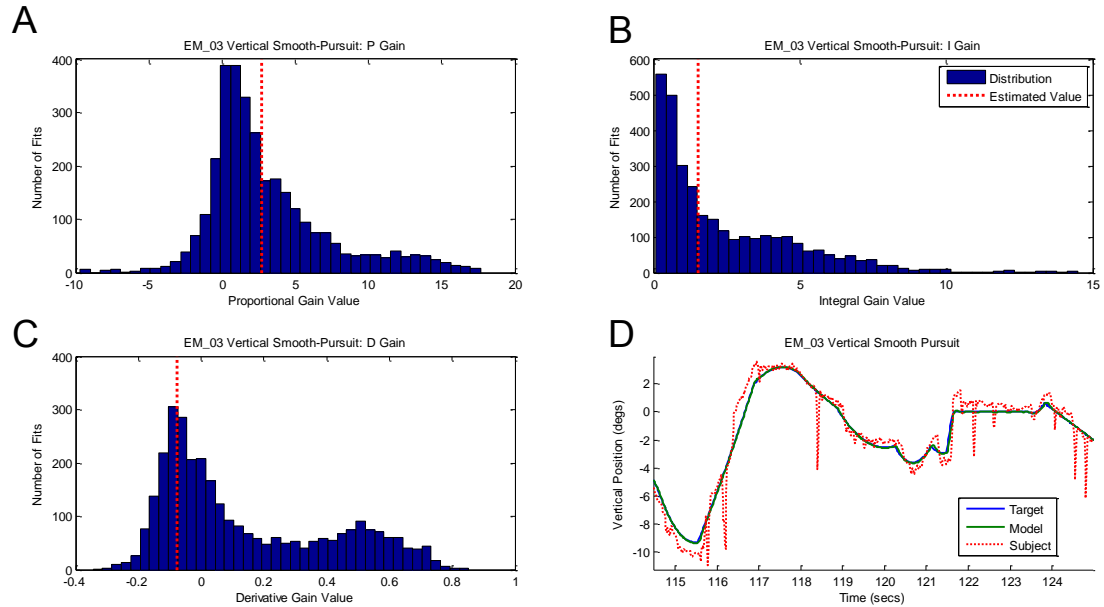 A
EM_03 Vertical Smooth-Pursuit: P Gain
Number of Fits
400
300
200
100
0
-10
-5
0
5
10
15
20
Proportional Gain Value
B
EM_03 Vertical Smooth-Pursuit: I Gain
Number of Fits
600
500
400
300
200
100
0
0
5
10
15
Integral Gain Value
Distribution
Estimated Value
C
EM_03 Vertical Smooth-Pursuit: D Gain
Number of Fits
400
300
200
100
0
-0.4
-0.2
0
0.2
0.4
0.6
0.8
1
Derivative Gain Value
D
EM_03 Vertical Smooth Pursuit
Vertical Position (degs)
2
0
-2
-4
-6
-8
-10
115
116
117
118
119
120
121
122
123
124
Time (secs)
Target
Model
Subject